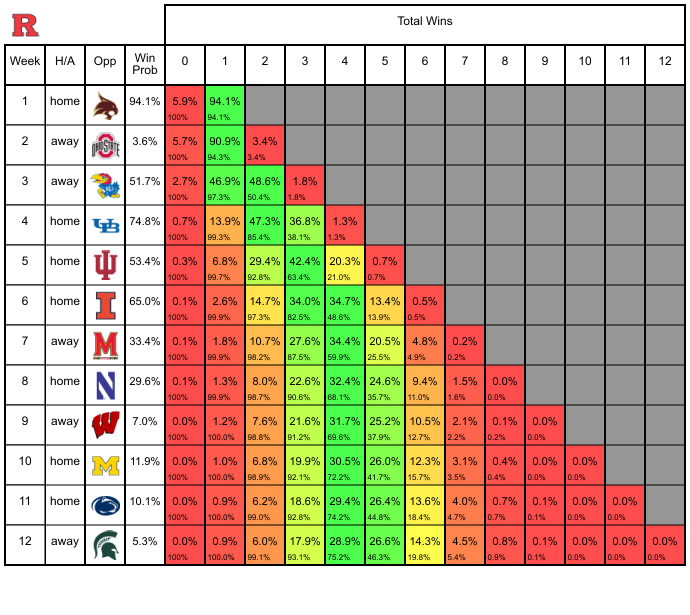 R
Total Wins
Week H/A Opp Win Prob 0 1 2 3 4 5 6 7 8 9 10 11 12
1 home 94.1% 5.9% 94.1%
100% 94.1%
2 away OHIO STATE 3.6% 5.7% 90.9% 3.4%
100% 94.3% 3.4%
3 away KU 51.7% 2.7% 46.9% 48.6% 1.8%
100% 97.3% 50.4% 1.8%
4 home UB 74.8% 0.7% 13.9% 47.3% 36.8% 1.3%
100% 99.3% 85.4% 38.1% 1.3%
5 home IU 53.4% 0.3% 6.8% 29.4% 42.4% 20.3% 0.7%
100% 99.7% 92.8% 63.4% 21.0% 0.7%
6 home I 65.0% 0.1% 2.6% 14.7% 34.0% 34.7% 13.4% 0.5%
100% 99.9% 97.3% 82.5% 48.6% 13.9% 0.5%
7 away M 33.4% 0.1% 1.8% 10.7% 27.6% 34.4% 20.5% 4.8% 0.2%
100% 99.9% 98.2% 87.5% 59.9% 25.5% 4.9% 0.2%
8 home N 29.6% 0.1% 1.3% 8.0% 22.6% 32.4% 24.6% 9.4% 1.5% 0.0%
100% 99.9% 98.7% 90.6% 68.1% 35.7% 11.0% 1.6% 0.0%
9 away W 7.0% 0.0% 1.2% 7.6% 21.6% 31.7% 25.2% 10.5% 2.1% 0.1% 0.0%
100% 100.0% 98.8% 91.2% 69.6% 37.9% 12.7% 2.2% 0.2% 0.0%
10 home M 11.9% 0.0% 1.0% 6.8% 19.9% 30.5% 26.0% 12.3% 3.1% 0.4% 0.0% 0.0%
100% 100.0% 98.9% 92.1% 72.2% 41.7% 15.7% 3.5% 0.4% 0.0% 0.0%
11 home 10.1% 0.0% 0.9% 6.2% 18.6% 29.4% 26.4% 13.6% 4.0% 0.7% 0.1% 0.0% 0.0%
100% 100.0% 99.0% 92.8% 74.2% 44.8% 18.4% 4.7% 0.7% 0.1% 0.0% 0.0%
12 away 5.3% 0.0% 0.9% 6.0% 17.9% 28.9% 26.6% 14.3% 4.5% 0.8% 0.1% 0.0% 0.0% 0.0%
100% 100.0% 99.1% 93.1% 75.2% 46.3% 19.8% 5.4% 0.9% 0.1% 0.0% 0.0% 0.0%